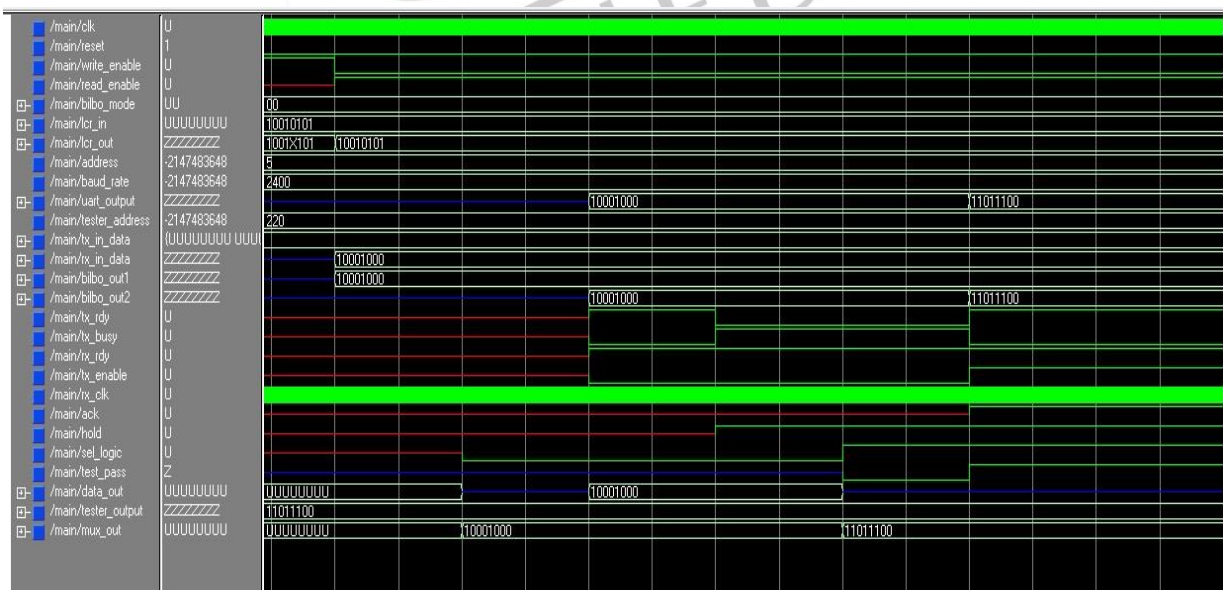 /main/clk U
/main/reset 1
/main/write_enable U
/main/read_enable U
/main/bilbo_mode UU 00
/main/lcr_in UUUUUUUU 10010101
/main/lcr_out ZZZZZZZZ 1001X101 10010101
/main/address -2147483648 5
/main/baud_rate -2147483648 2400
/main/uart_output ZZZZZZZZ 10001000 11011100
/main/tester_address -2147483648 220
/main/tx_in_data {UUUUUUUU UUU
/main/rx_in_data ZZZZZZZZ 10001000
/main/bilbo_out1 ZZZZZZZZ 10001000
/main/bilbo_out2 ZZZZZZZZ 10001000 11011100
/main/tx_rdy U
/main/tx_busy U
/main/rx_rdy U
/main/tx_enable U
/main/rx_clk U
/main/ack U
/main/hold U
/main/sel_logic U
/main/test_pass Z
/main/data_out UUUUUUUU UUUUUUUU 10001000
/main/tester_output ZZZZZZZZ 11011100
/main/mux_out UUUUUUUU UUUUUUUU 10001000 11011100